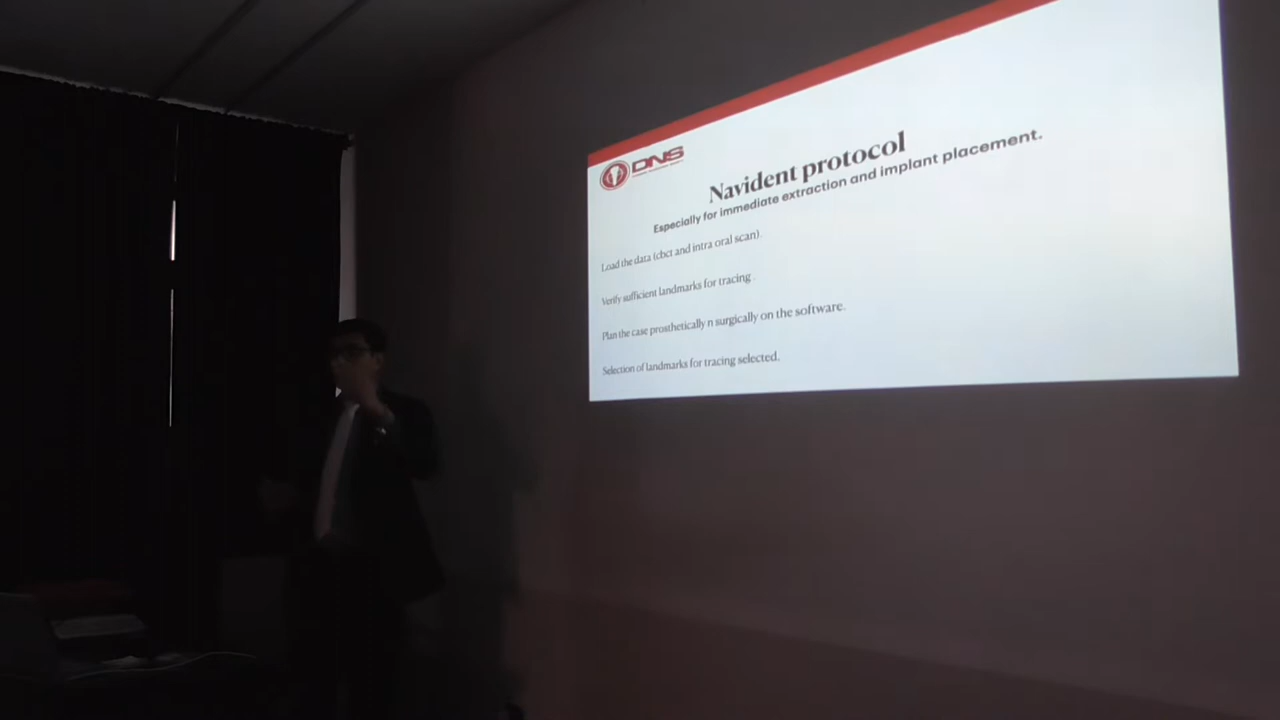 DNS
Navident protocol
Especially for immediate extraction and implant placement.
Load the data (cbct and intra oral scan).
Verify sufficient landmarks for tracing .
Plan the case prosthetically n surgically on the software.
Selection of landmarks for tracing selected.